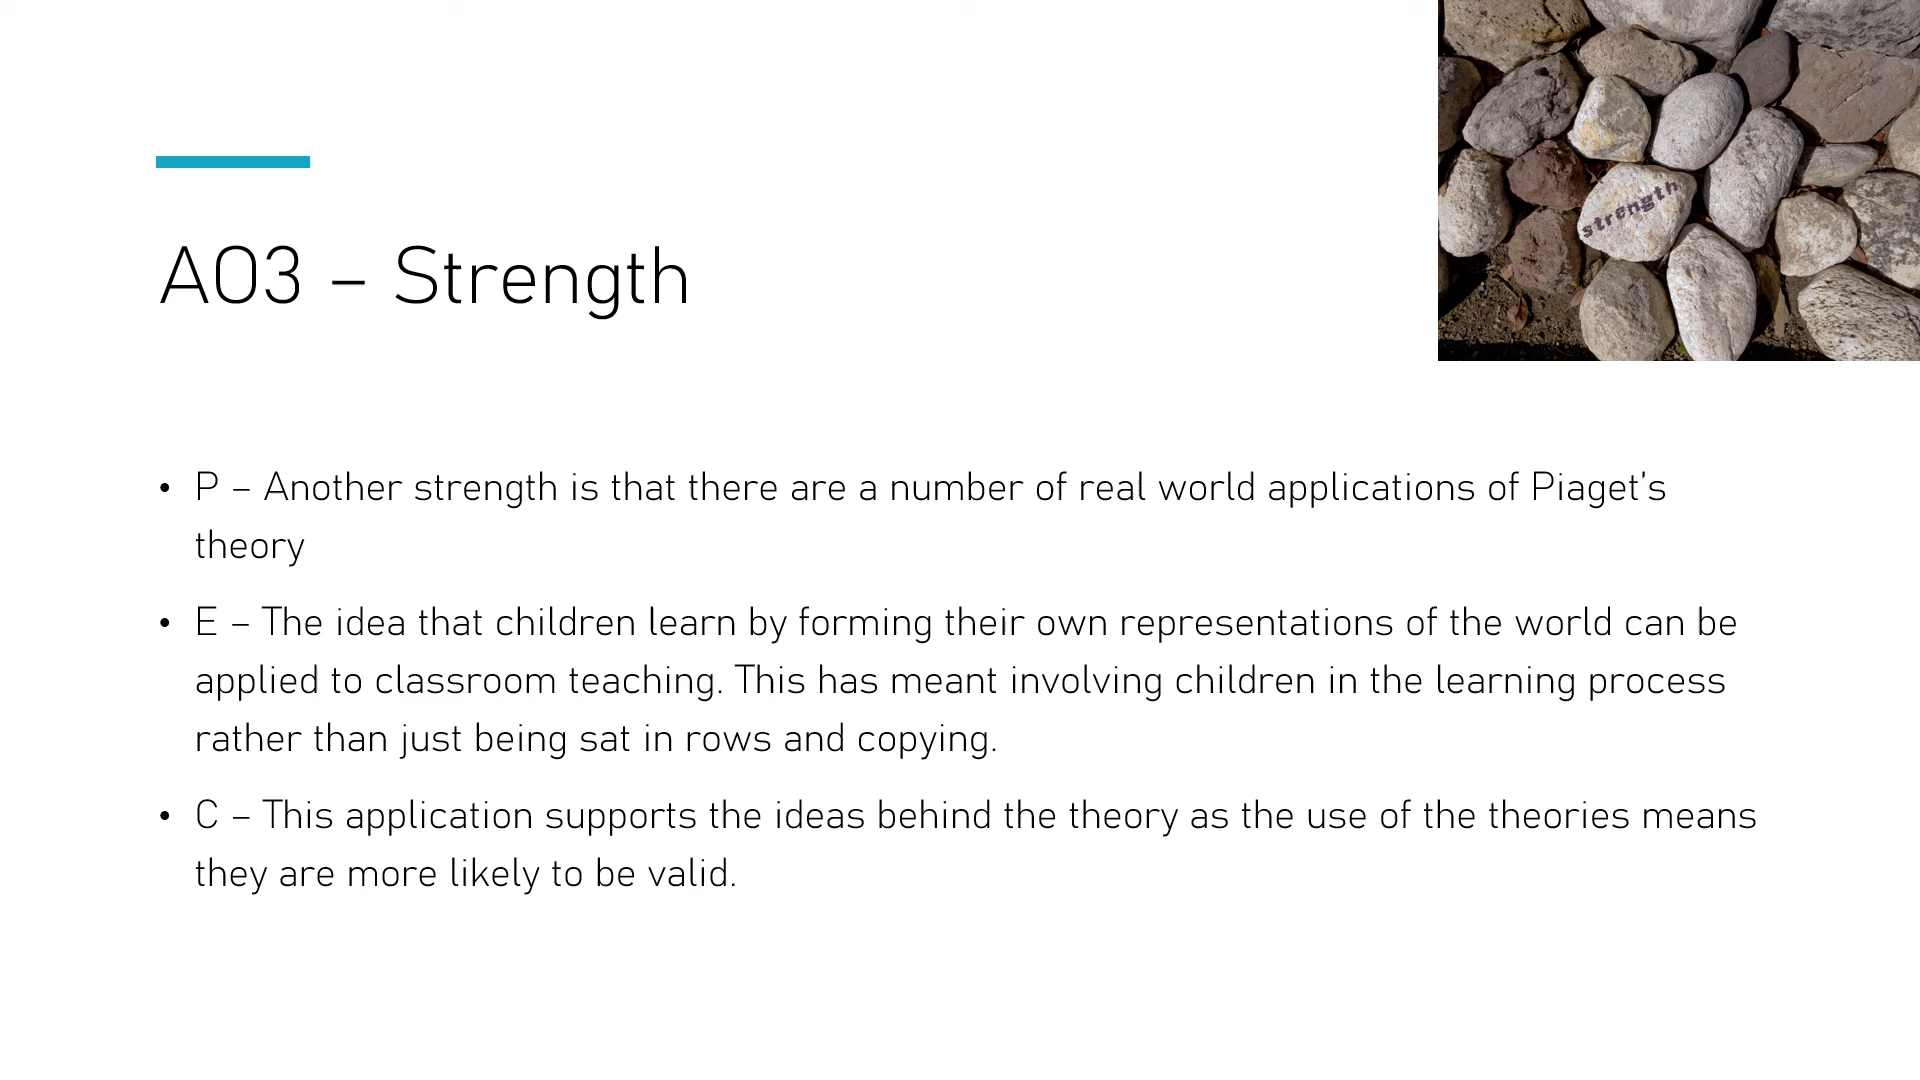 strength
AO3 – Strength
• P – Another strength is that there are a number of real world applications of Piaget's
theory
• E – The idea that children learn by forming their own representations of the world can be
applied to classroom teaching. This has meant involving children in the learning process
rather than just being sat in rows and copying.
• C – This application supports the ideas behind the theory as the use of the theories means
they are more likely to be valid.